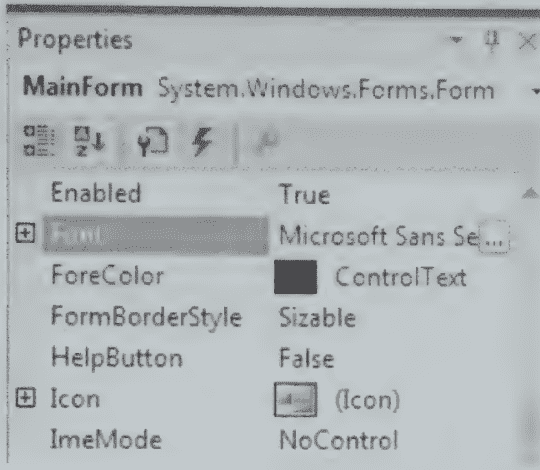 Properties
MainForm System.Windows.Forms.Form
Enabled True
Font Microsoft Sans Se...
ForeColor ControlText
FormBorderStyle Sizable
HelpButton False
Icon (Icon)
ImeMode NoControl